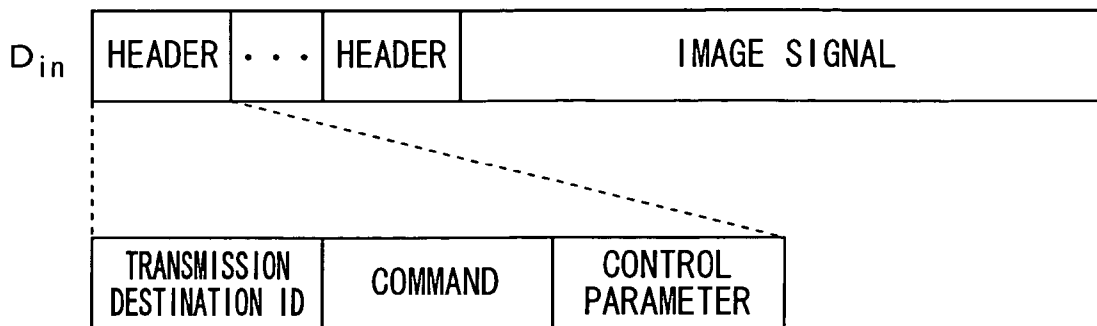 Din HEADER ··· HEADER IMAGE SIGNAL
TRANSMISSION DESTINATION ID COMMAND CONTROL PARAMETER